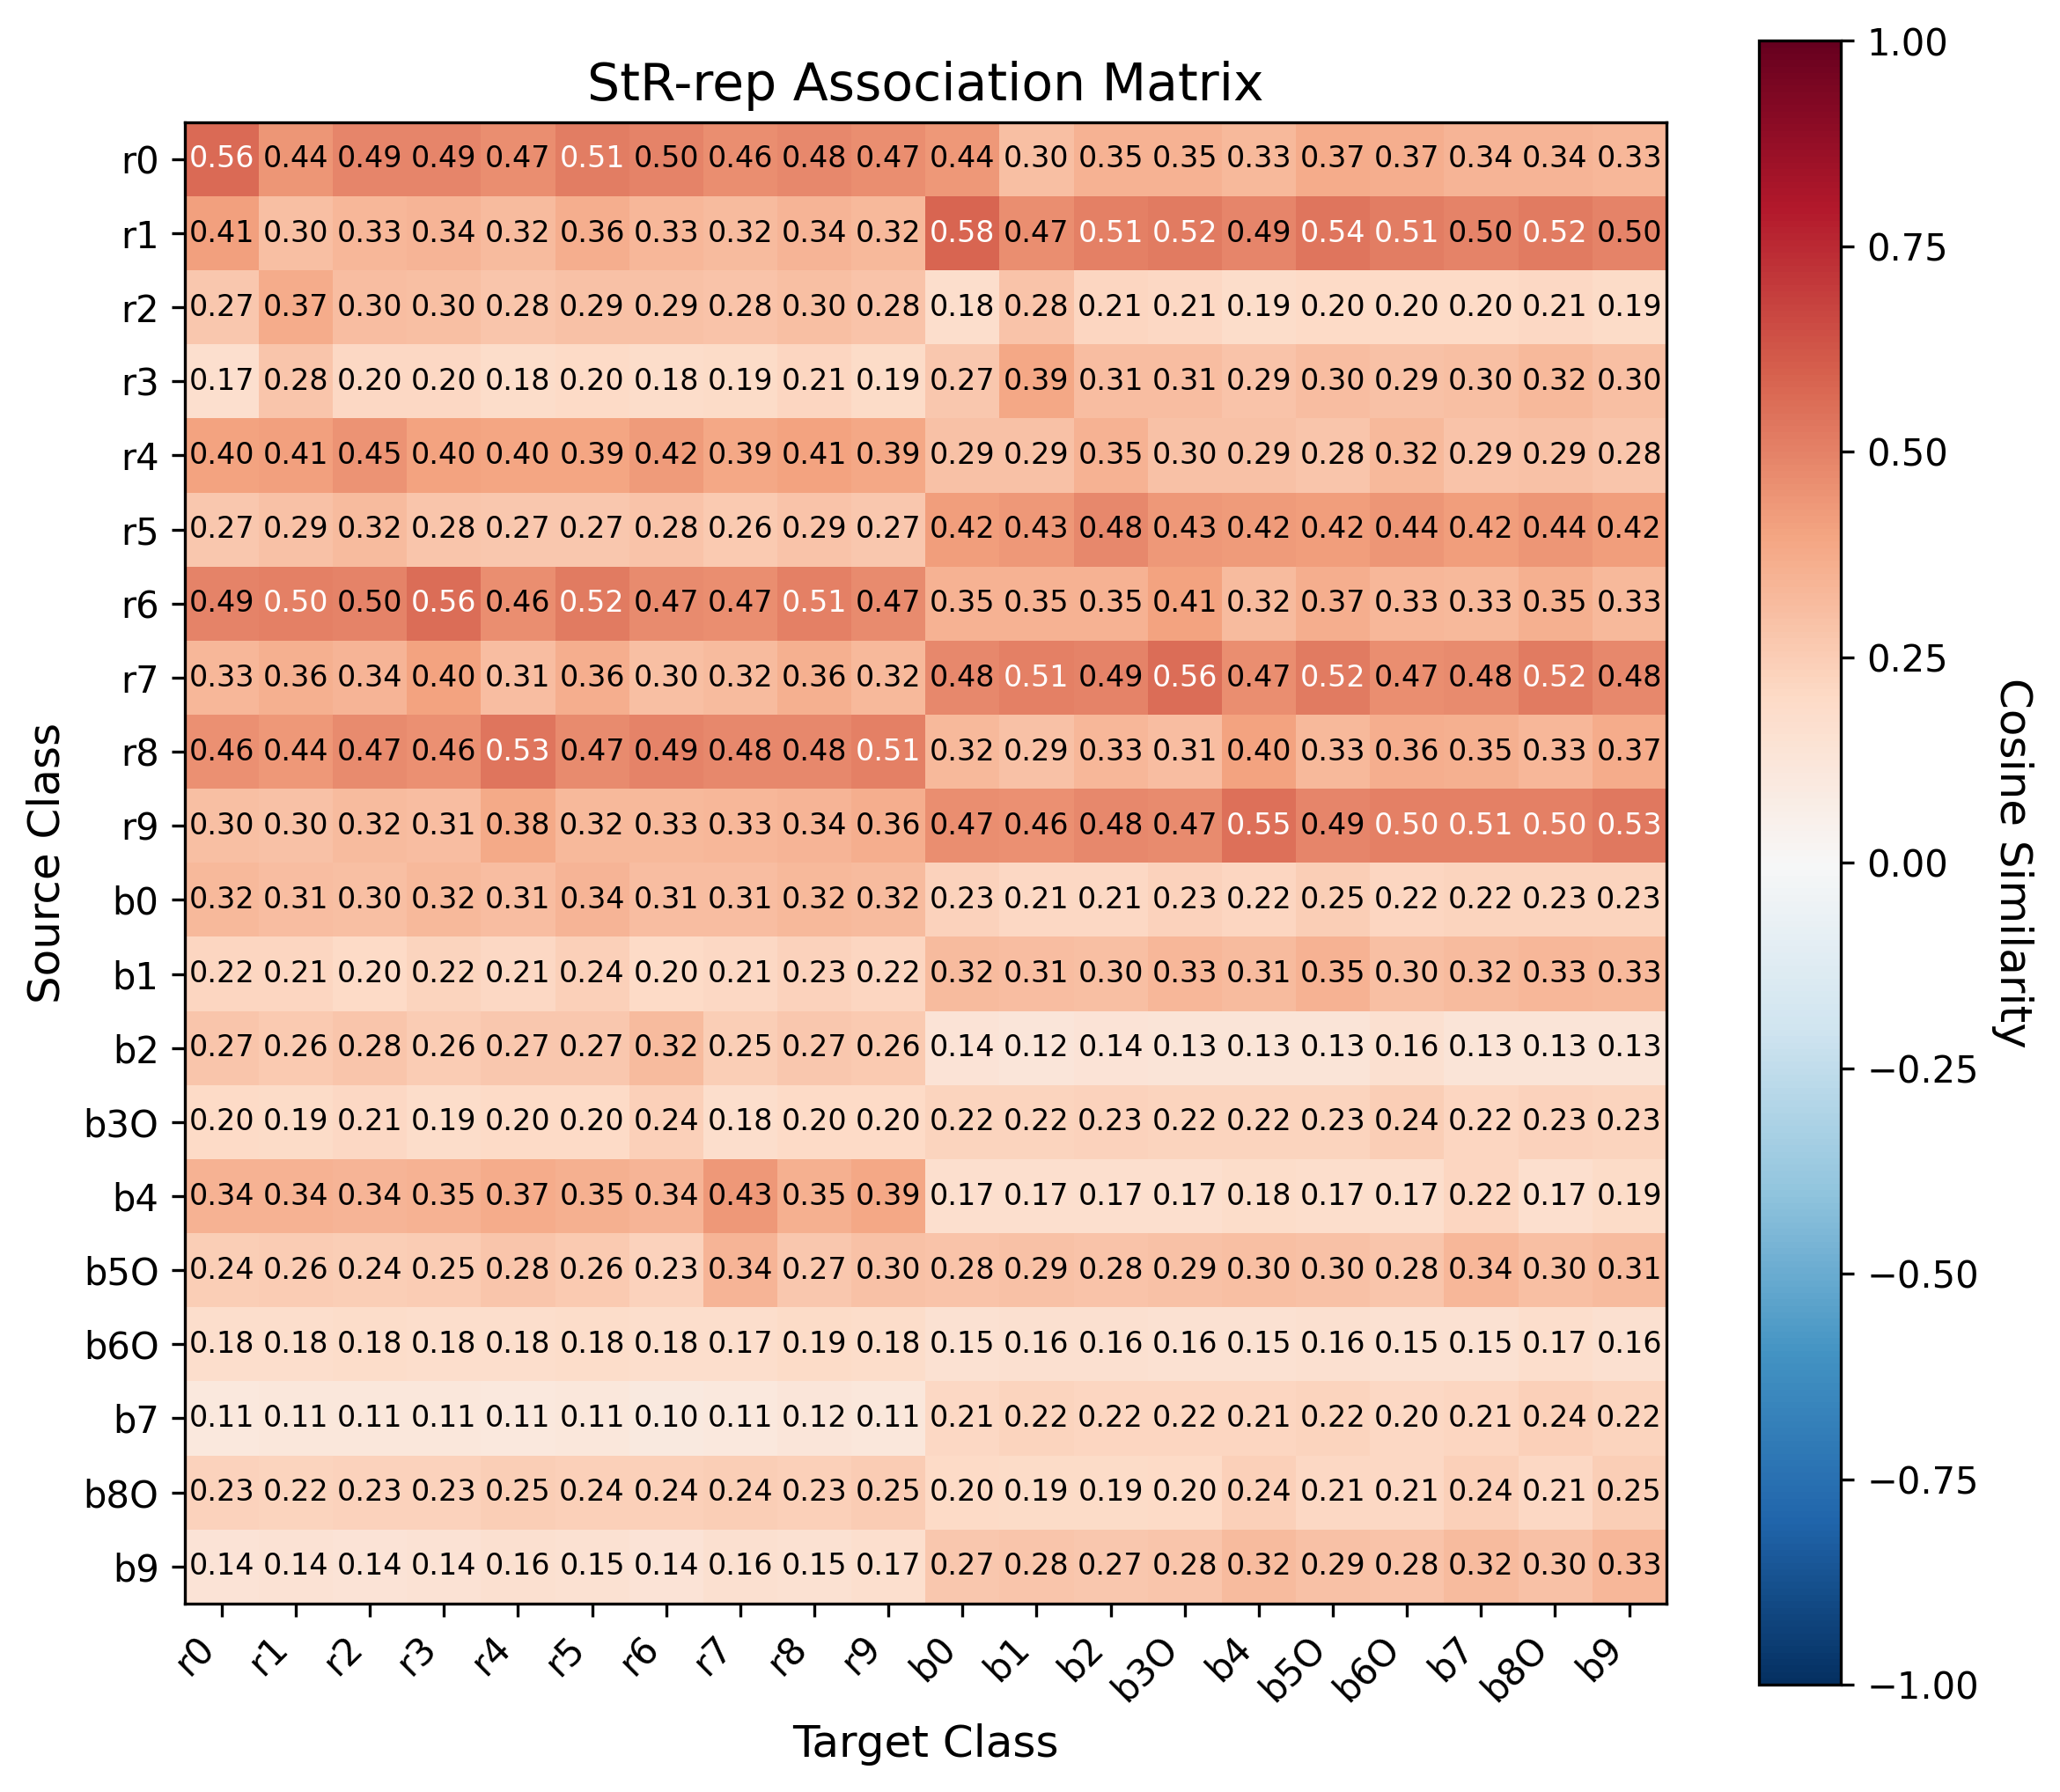 StR-rep Association Matrix
r0 0.56 0.44 0.49 0.49 0.47 0.51 0.50 0.46 0.48 0.47 0.44 0.30 0.35 0.35 0.33 0.37 0.37 0.34 0.34 0.33
r1 0.41 0.30 0.33 0.34 0.32 0.36 0.33 0.32 0.34 0.32 0.58 0.47 0.51 0.52 0.49 0.54 0.51 0.50 0.52 0.50
r2 0.27 0.37 0.30 0.30 0.28 0.29 0.29 0.28 0.30 0.28 0.18 0.28 0.21 0.21 0.19 0.20 0.20 0.20 0.21 0.19
r3 0.17 0.28 0.20 0.20 0.18 0.20 0.18 0.19 0.21 0.19 0.27 0.39 0.31 0.31 0.29 0.30 0.29 0.30 0.32 0.30
r4 0.40 0.41 0.45 0.40 0.40 0.39 0.42 0.39 0.41 0.39 0.29 0.29 0.35 0.30 0.29 0.28 0.32 0.29 0.29 0.28
r5 0.27 0.29 0.32 0.28 0.27 0.27 0.28 0.26 0.29 0.27 0.42 0.43 0.48 0.43 0.42 0.42 0.44 0.42 0.44 0.42
r6 0.49 0.50 0.50 0.56 0.46 0.52 0.47 0.47 0.51 0.47 0.35 0.35 0.35 0.41 0.32 0.37 0.33 0.33 0.35 0.33
r7 0.33 0.36 0.34 0.40 0.31 0.36 0.30 0.32 0.36 0.32 0.48 0.51 0.49 0.56 0.47 0.52 0.47 0.48 0.52 0.48
r8 0.46 0.44 0.47 0.46 0.53 0.47 0.49 0.48 0.48 0.51 0.32 0.29 0.33 0.31 0.40 0.33 0.36 0.35 0.33 0.37
r9 0.30 0.30 0.32 0.31 0.38 0.32 0.33 0.33 0.34 0.36 0.47 0.46 0.48 0.47 0.55 0.49 0.50 0.51 0.50 0.53
b0 0.32 0.31 0.30 0.32 0.31 0.34 0.31 0.31 0.32 0.32 0.23 0.21 0.21 0.23 0.22 0.25 0.22 0.22 0.23 0.23
b1 0.22 0.21 0.20 0.22 0.21 0.24 0.20 0.21 0.23 0.22 0.32 0.31 0.30 0.33 0.31 0.35 0.30 0.32 0.33 0.33
b2 0.27 0.26 0.28 0.26 0.27 0.27 0.32 0.25 0.27 0.26 0.14 0.12 0.14 0.13 0.13 0.13 0.16 0.13 0.13 0.13
b3O 0.20 0.19 0.21 0.19 0.20 0.20 0.24 0.18 0.20 0.20 0.22 0.22 0.23 0.22 0.22 0.23 0.24 0.22 0.23 0.23
b4 0.34 0.34 0.34 0.35 0.37 0.35 0.34 0.43 0.35 0.39 0.17 0.17 0.17 0.17 0.18 0.17 0.17 0.22 0.17 0.19
b5O 0.24 0.26 0.24 0.25 0.28 0.26 0.23 0.34 0.27 0.30 0.28 0.29 0.28 0.29 0.30 0.30 0.28 0.34 0.30 0.31
b6O 0.18 0.18 0.18 0.18 0.18 0.18 0.18 0.17 0.19 0.18 0.15 0.16 0.16 0.16 0.15 0.16 0.15 0.15 0.17 0.16
b7 0.11 0.11 0.11 0.11 0.11 0.11 0.10 0.11 0.12 0.11 0.21 0.22 0.22 0.22 0.21 0.22 0.20 0.21 0.24 0.22
b8O 0.23 0.22 0.23 0.23 0.25 0.24 0.24 0.24 0.23 0.25 0.20 0.19 0.19 0.20 0.24 0.21 0.21 0.24 0.21 0.25
b9 0.14 0.14 0.14 0.14 0.16 0.15 0.14 0.16 0.15 0.17 0.27 0.28 0.27 0.28 0.32 0.29 0.28 0.32 0.30 0.33
r0 r1 r2 r3 r4 r5 r6 r7 r8 r9 b0 b1 b2 b3O b4 b5O b6O b7 b8O b9
Target Class
Source Class
1.00
0.75
0.50
0.25
0.00
−0.25
−0.50
−0.75
−1.00
Cosine Similarity